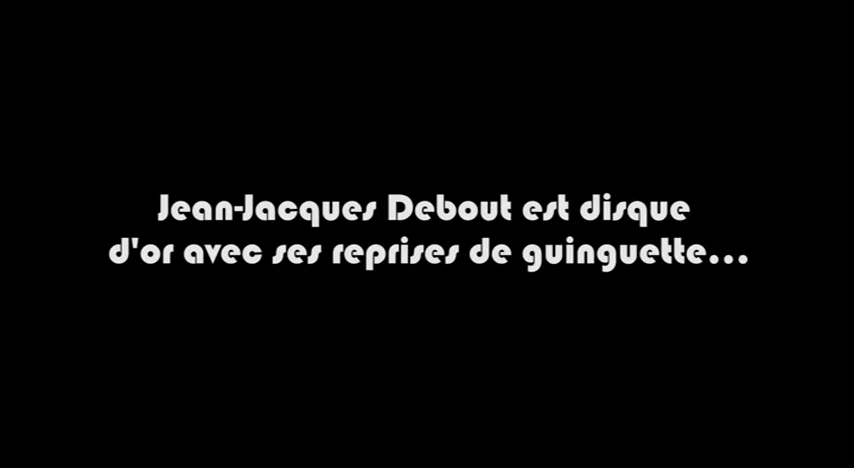 Jean-Jacques Debout est disque
d'or avec ses reprises de guinguette...